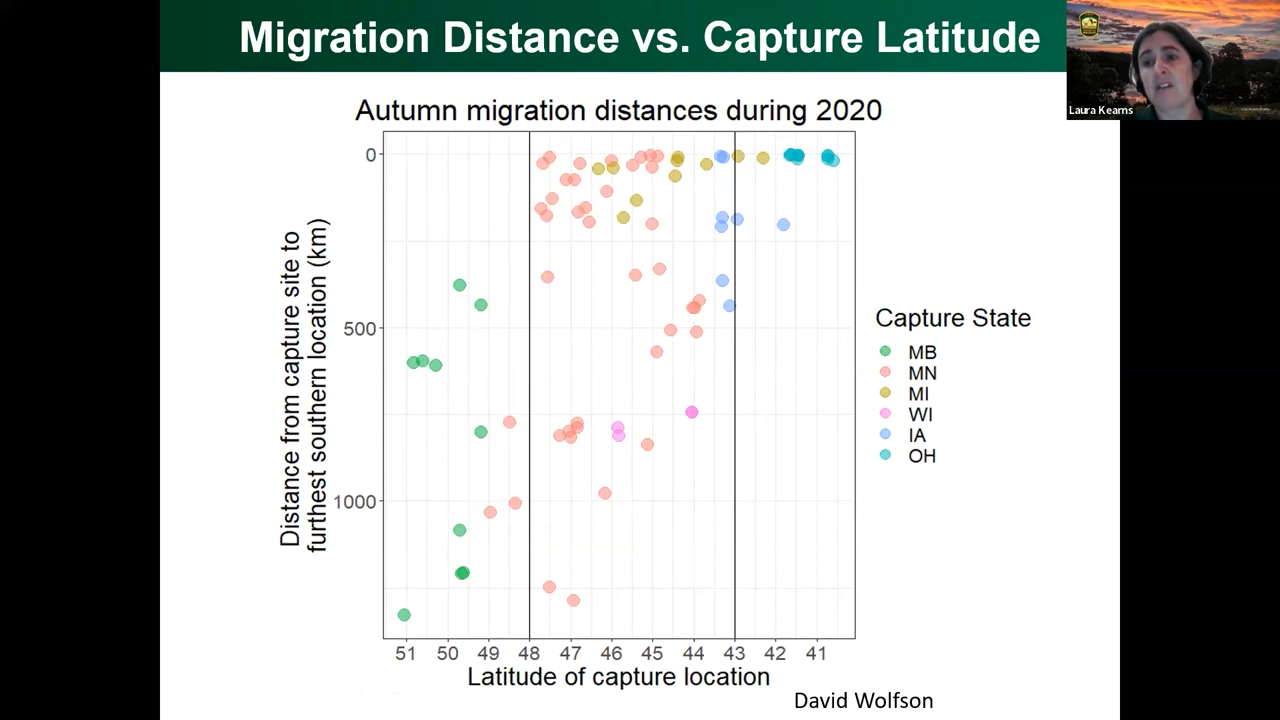 Migration Distance vs. Capture Latitude
Laura Kearns
Autumn migration distances during 2020
Distance from capture site to
furthest southern location (km)
0
500
1000
51 50 49 48 47 46 45 44 43 42 41
Latitude of capture location
Capture State
MB
MN
MI
WI
IA
OH
David Wolfson